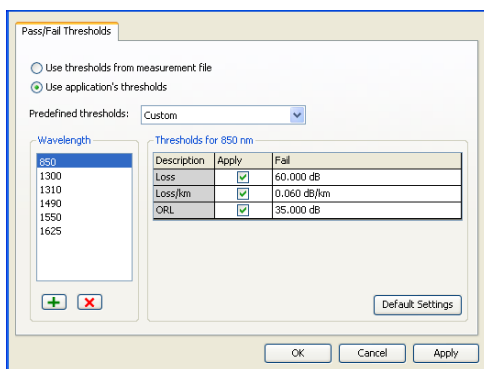 Pass/Fail Thresholds
Use thresholds from measurement file
Use application's thresholds
Predefined thresholds: Custom
Wavelength
850
1300
1310
1490
1550
1625
Thresholds for 850 nm
Description Apply Fail
Loss 60.000 dB
Loss/km 0.060 dB/km
ORL 35.000 dB
Default Settings
OK Cancel Apply